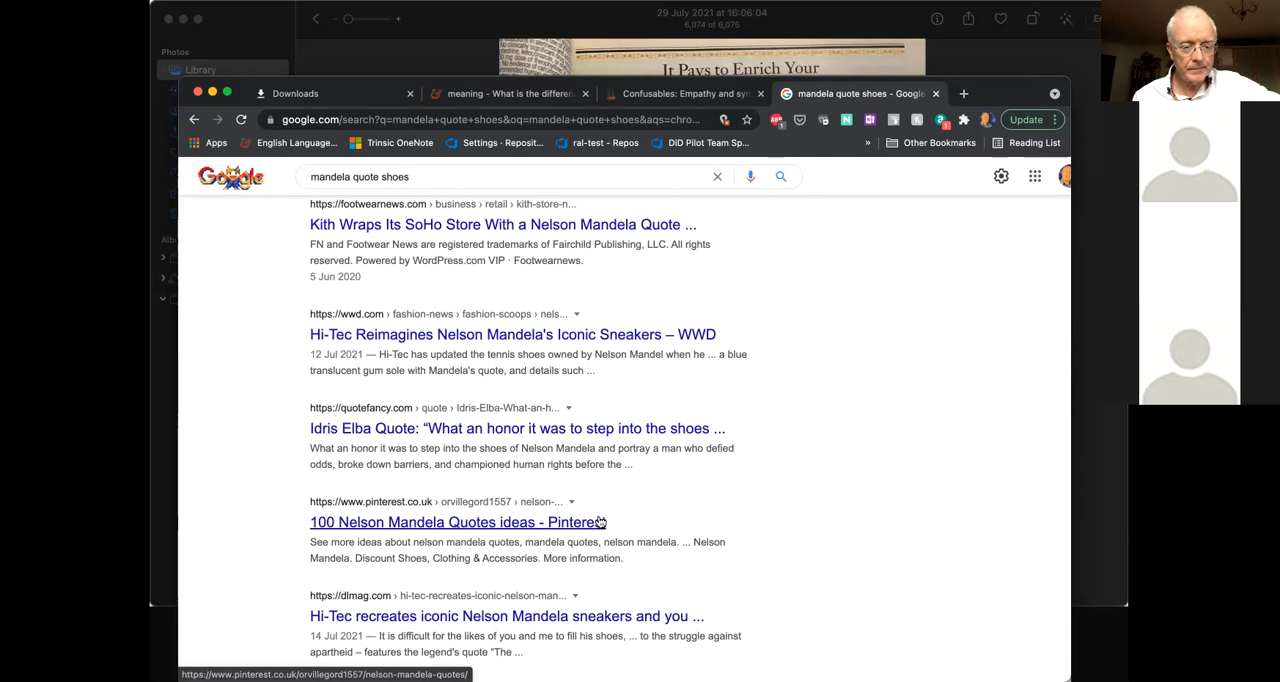 29 July 2021 at 16:06:04
6,074 of 6,075
Photos
Library
It Pays to Enrich Your
Downloads
meaning - What is the differen
Confusables: Empathy and sy
mandela quote shoes - Google
google.com/search?q=mandela+quote+shoes&oq=mandela+quote+shoes&aqs=chro...
Update
Apps
English Language...
Trinsic OneNote
Settings · Reposit...
ral-test - Repos
DiD Pilot Team Sp...
»
Other Bookmarks
Reading List
Google
mandela quote shoes
https://footwearnews.com › business › retail › kith-store-n...
Kith Wraps Its SoHo Store With a Nelson Mandela Quote ...
FN and Footwear News are registered trademarks of Fairchild Publishing, LLC. All rights
reserved. Powered by WordPress.com VIP · Footwearnews.
5 Jun 2020
https://wwd.com › fashion-news › fashion-scoops › nels...
Hi-Tec Reimagines Nelson Mandela's Iconic Sneakers – WWD
12 Jul 2021 — Hi-Tec has updated the tennis shoes owned by Nelson Mandel when he ... a blue
translucent gum sole with Mandela's quote, and details such ...
https://quotefancy.com › quote › Idris-Elba-What-an-h...
Idris Elba Quote: “What an honor it was to step into the shoes ...
What an honor it was to step into the shoes of Nelson Mandela and portray a man who defied
odds, broke down barriers, and championed human rights before the ...
https://www.pinterest.co.uk › orvillegord1557 › nelson-...
100 Nelson Mandela Quotes ideas - Pinterest
See more ideas about nelson mandela quotes, mandela quotes, nelson mandela. ... Nelson
Mandela. Discount Shoes, Clothing & Accessories. More information.
https://dlmag.com › hi-tec-recreates-iconic-nelson-man...
Hi-Tec recreates iconic Nelson Mandela sneakers and you ...
14 Jul 2021 — It is difficult for the likes of you and me to fill his shoes, ... to the struggle against
apartheid – features the legend's quote “The ...
https://www.pinterest.co.uk/orvillegord1557/nelson-mandela-quotes/